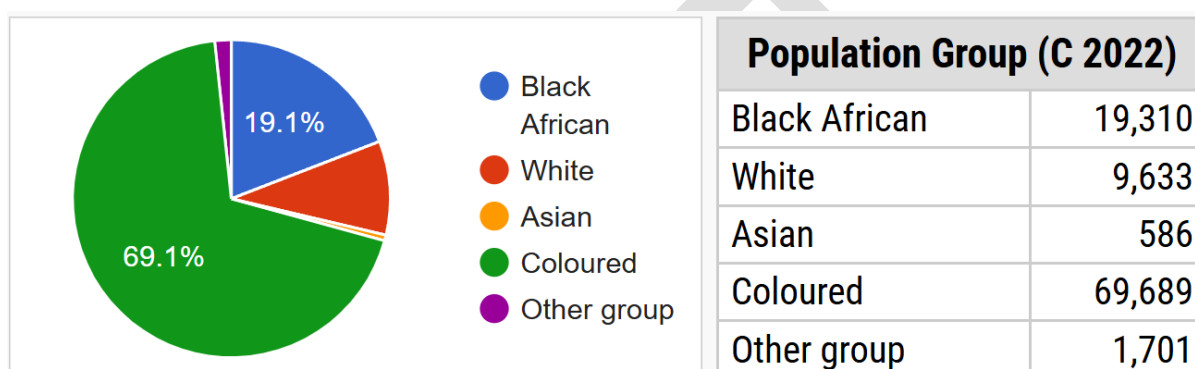 19.1%
69.1%
Black
African
White
Asian
Coloured
Other group
Population Group (C 2022)
Black African 19,310
White 9,633
Asian 586
Coloured 69,689
Other group 1,701